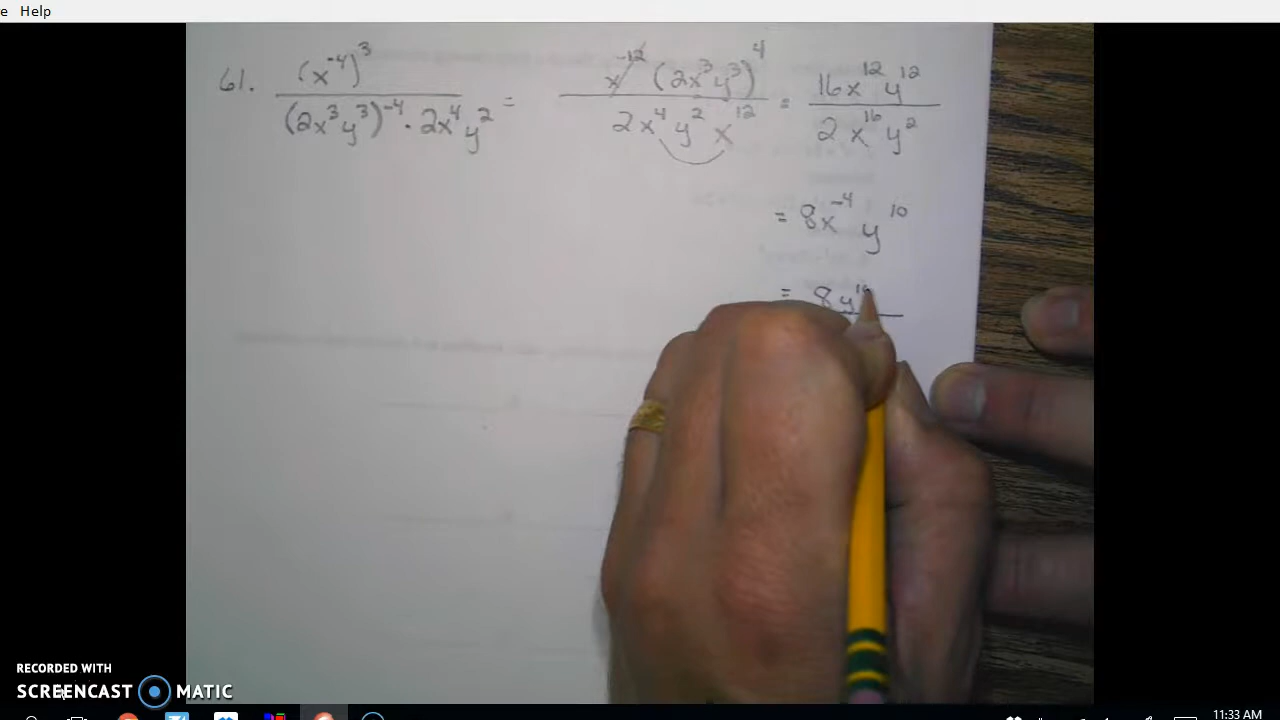 e Help
61. (x^-4)^3 / (2x^3y^3)^-4 · 2x^4y^2 = x^-12 (2x^3y^3)^4 / 2x^4y^2x^12 = 16x^12y^12 / 2x^16y^2
= 8x^-4 y^10
= 8y
RECORDED WITH
SCREENCAST MATIC
11:33 AM